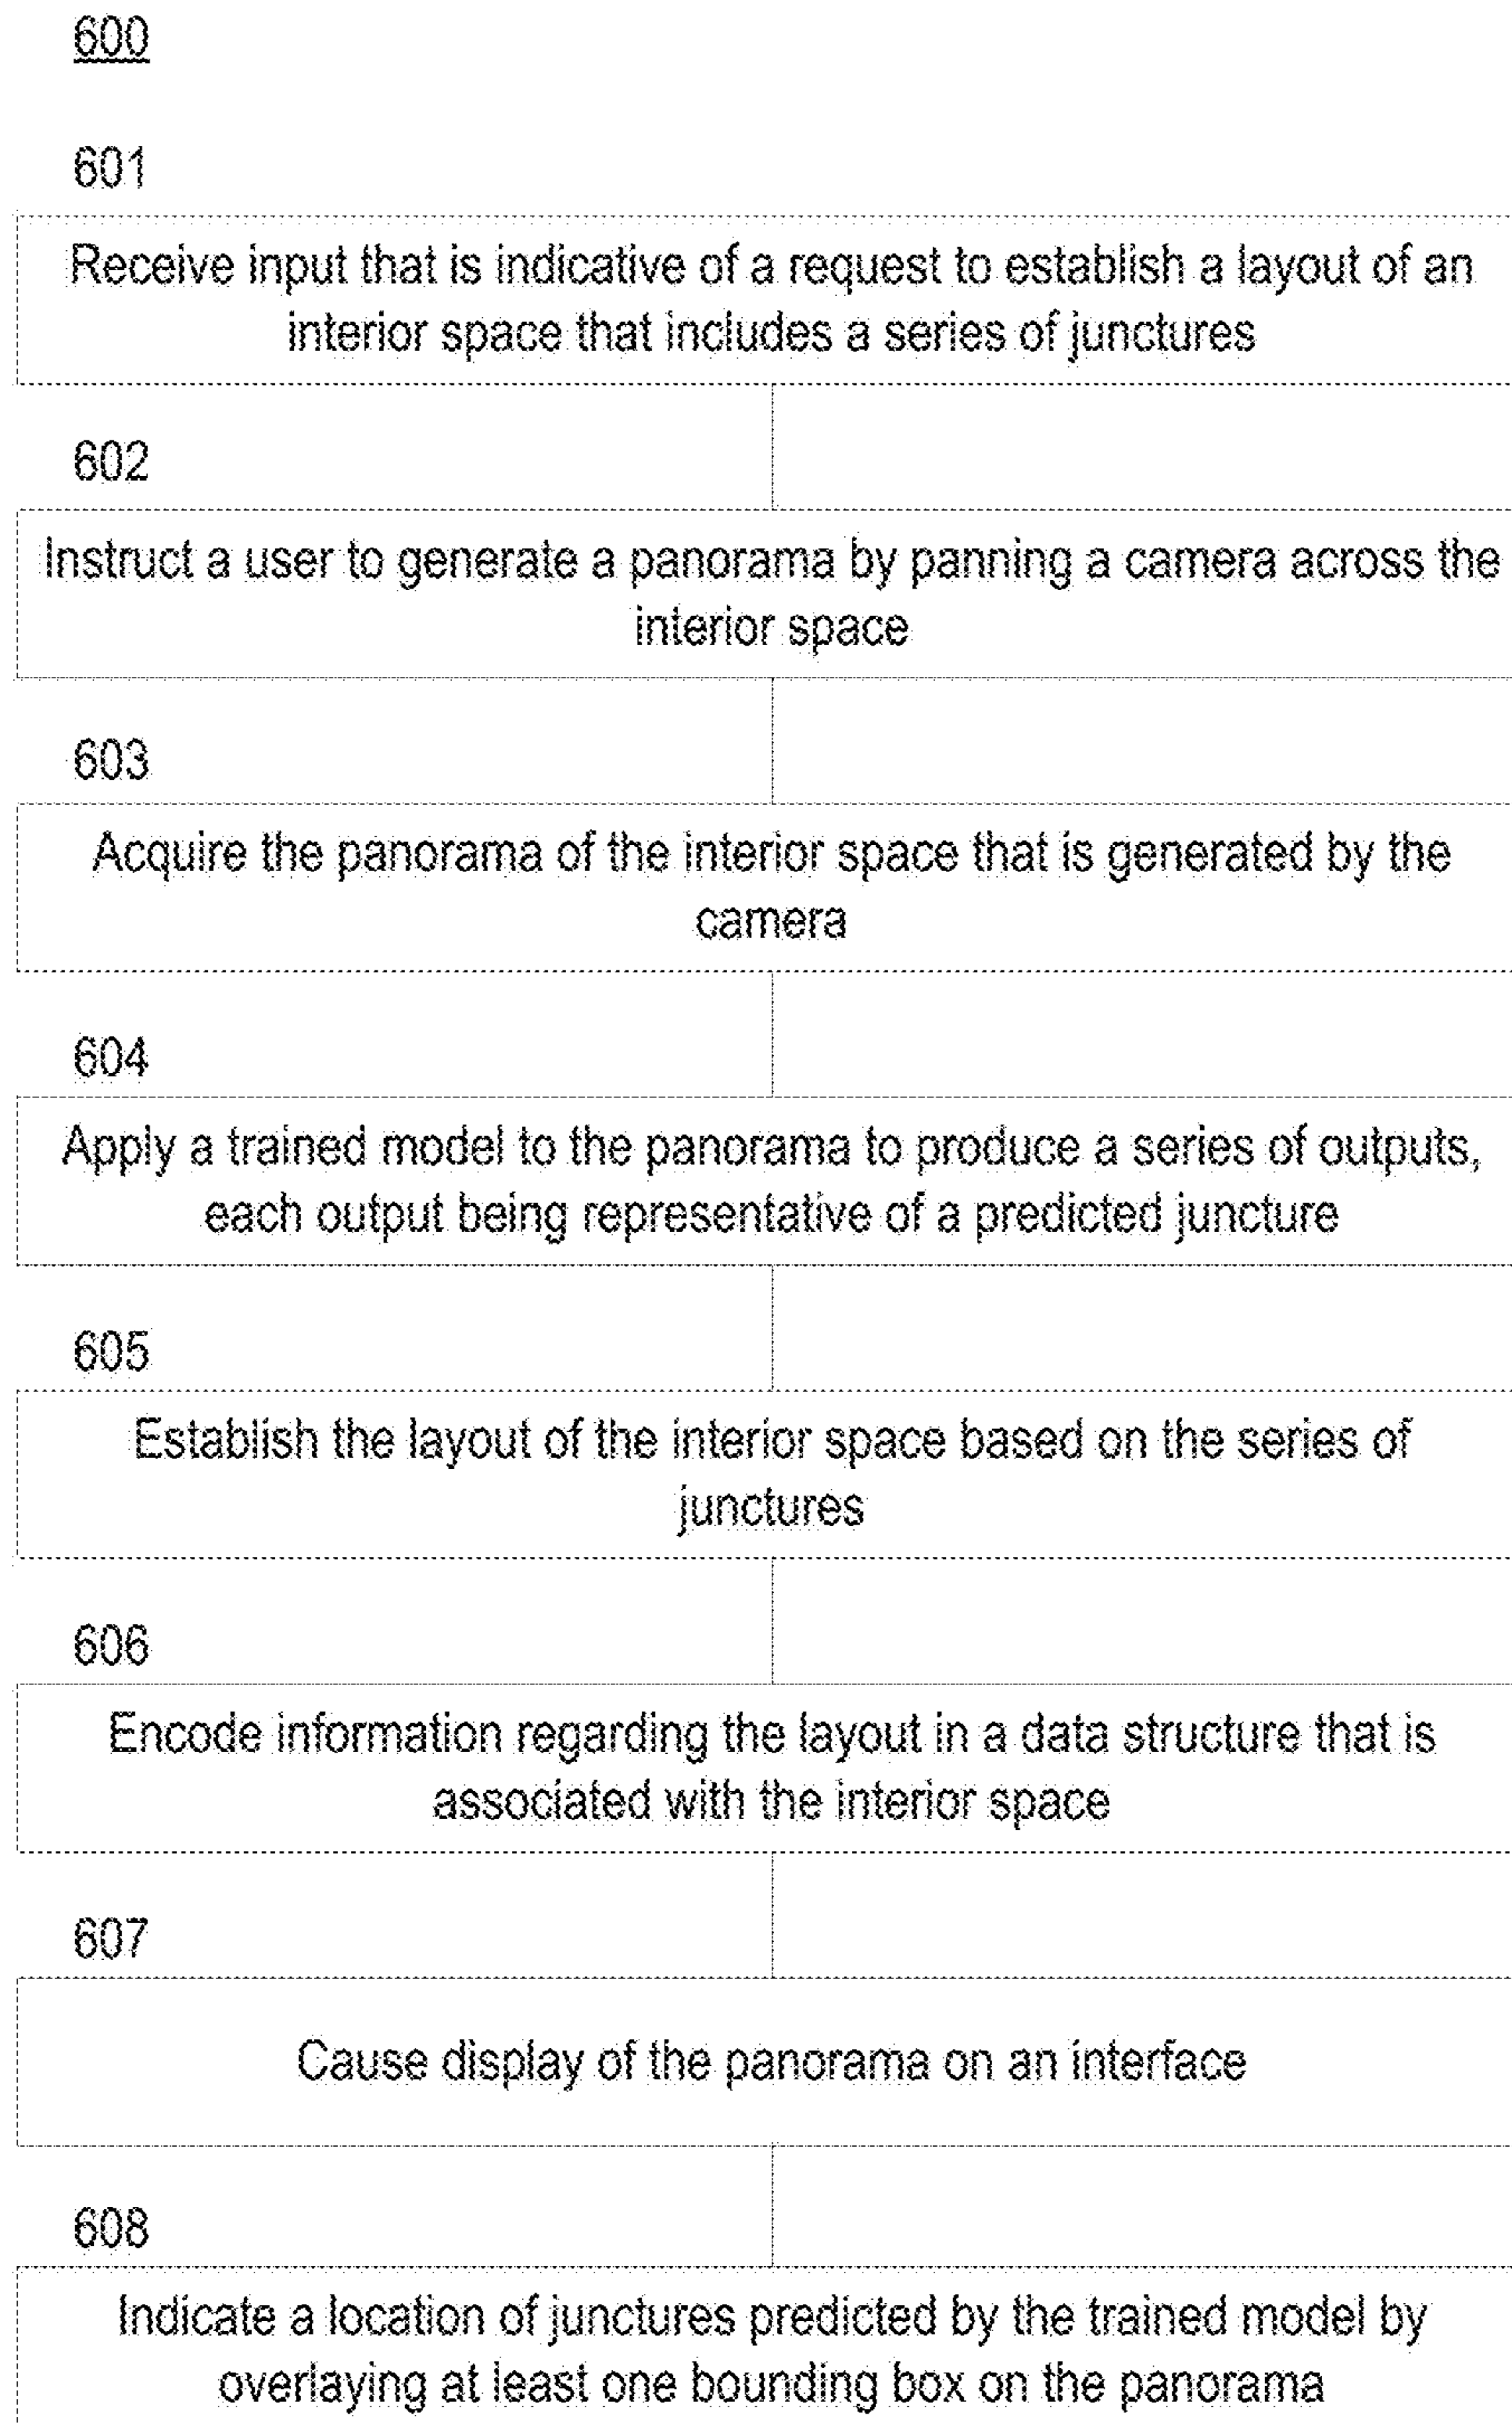 600
601
Receive input that is indicative of a request to establish a layout of an
interior space that includes a series of junctures
602
Instruct a user to generate a panorama by panning a camera across the
interior space
603
Acquire the panorama of the interior space that is generated by the
camera
604
Apply a trained model to the panorama to produce a series of outputs,
each output being representative of a predicted juncture
605
Establish the layout of the interior space based on the series of
junctures
606
Encode information regarding the layout in a data structure that is
associated with the interior space
607
Cause display of the panorama on an interface
608
Indicate a location of junctures predicted by the trained model by
overlaying at least one bounding box on the panorama